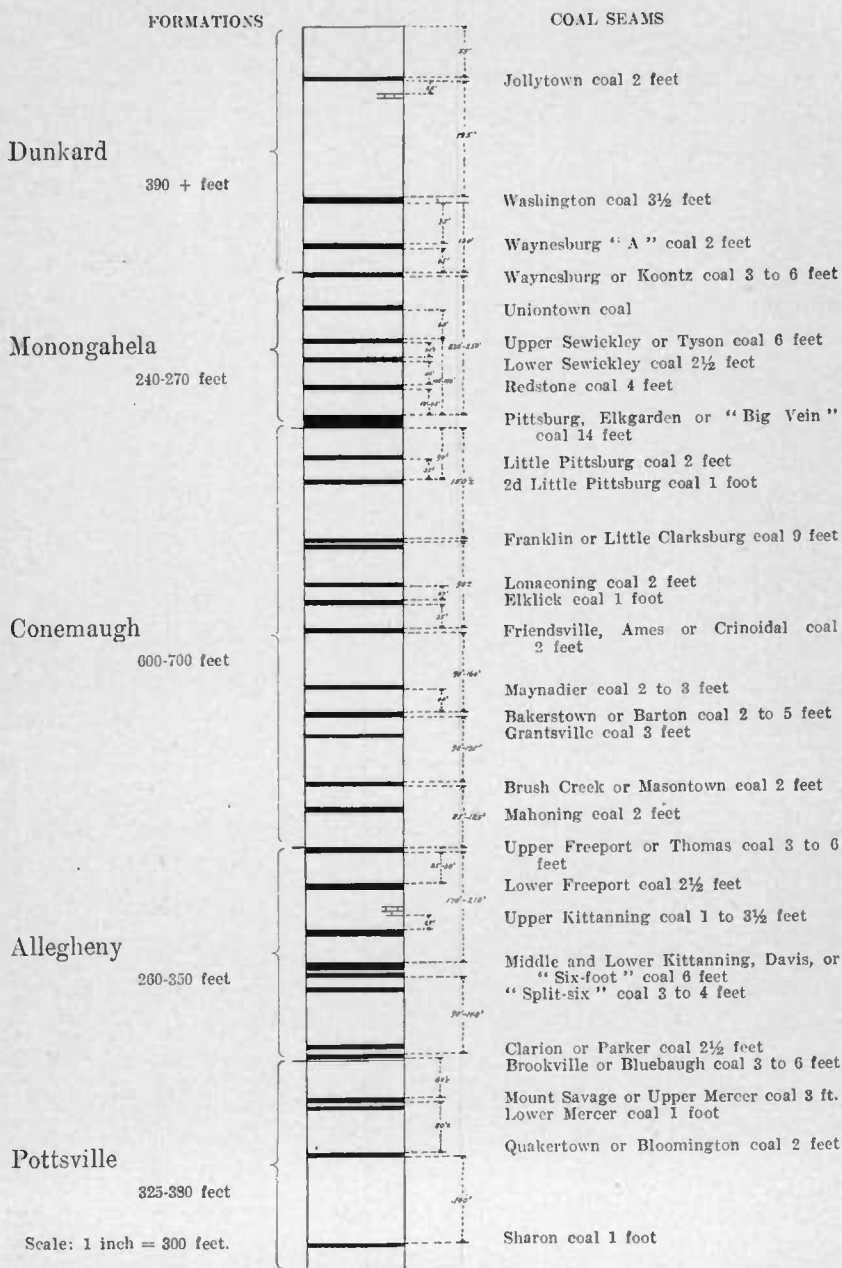 FORMATIONS
COAL SEAMS
Jollytown coal 2 feet
Dunkard
390 + feet
Washington coal 3½ feet
Waynesburg "A" coal 2 feet
Waynesburg or Koontz coal 3 to 6 feet
Uniontown coal
Monongahela
240-270 feet
Upper Sewickley or Tyson coal 6 feet
Lower Sewickley coal 2½ feet
Redstone coal 4 feet
Pittsburg, Elkgarden or "Big Vein"
coal 14 feet
Little Pittsburg coal 2 feet
2d Little Pittsburg coal 1 foot
Franklin or Little Clarksburg coal 9 feet
Lonaconing coal 2 feet
Elklick coal 1 foot
Conemaugh
600-700 feet
Friendsville, Ames or Crinoidal coal
2 feet
Maynadier coal 2 to 3 feet
Bakerstown or Barton coal 2 to 5 feet
Grantsville coal 3 feet
Brush Creek or Masontown coal 2 feet
Mahoning coal 2 feet
Upper Freeport or Thomas coal 3 to 6
feet
Lower Freeport coal 2½ feet
Upper Kittanning coal 1 to 3½ feet
Allegheny
260-350 feet
Middle and Lower Kittanning, Davis, or
"Six-foot" coal 6 feet
"Split-six" coal 3 to 4 feet
Clarion or Parker coal 2½ feet
Brookville or Bluebaugh coal 3 to 6 feet
Mount Savage or Upper Mercer coal 3 ft.
Lower Mercer coal 1 foot
Quakertown or Bloomington coal 2 feet
Pottsville
325-380 feet
Sharon coal 1 foot
Scale: 1 inch = 300 feet.